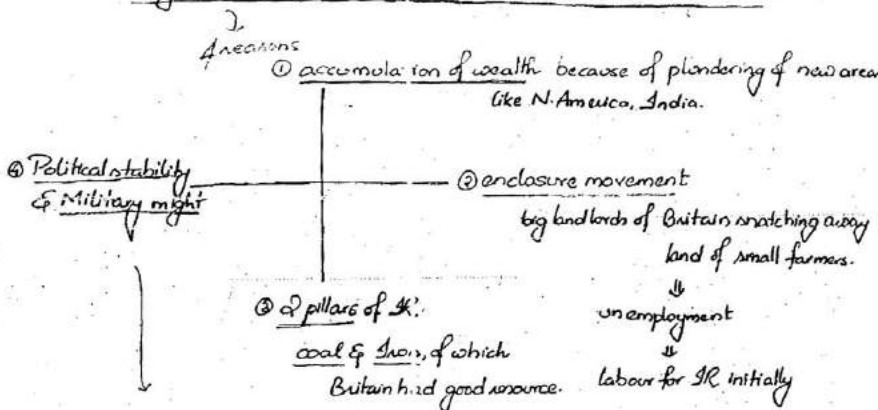 4 reasons
① accumulation of wealth because of plundering of new areas
like N. America, India.
④ Political stability
& Military might
② enclosure movement
big landlords of Britain snatching away
land of small farmers.
⇓
unemployment
⇓
labour for IR initially
③ 2 pillars of IR:
coal & Iron, of which
Britain had good resource.